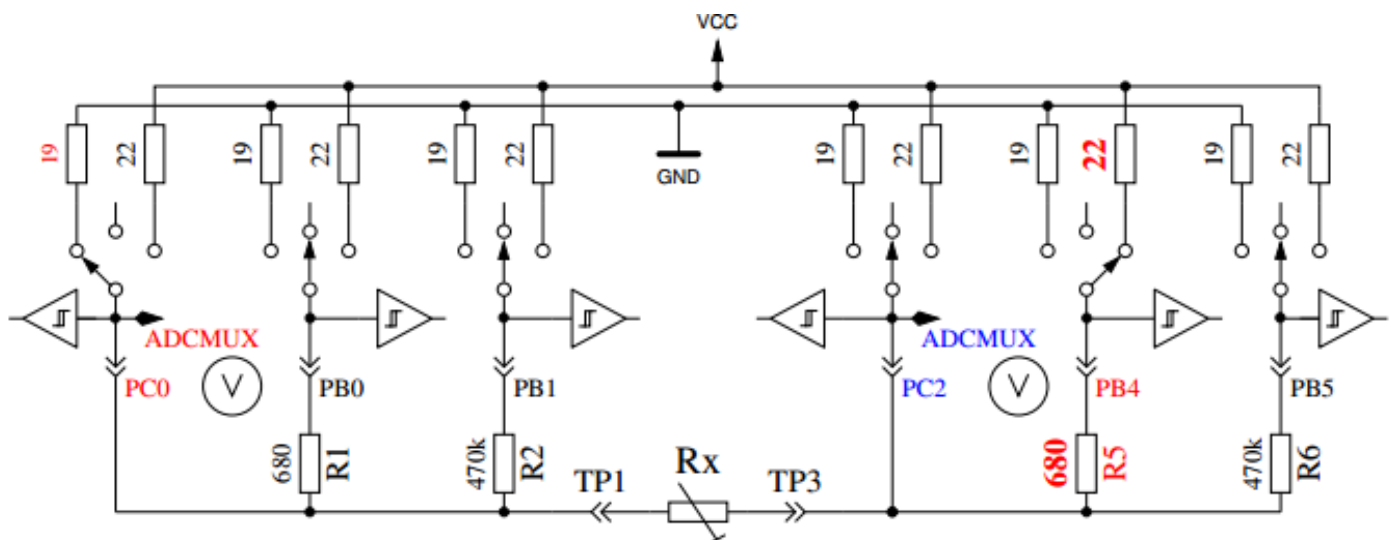 VCC
19
22
19
22
19
22
GND
19
22
19
22
19
22
ADCMUX
ADCMUX
PC0
V
PB0
PB1
PC2
V
PB4
PB5
680
R1
470k
R2
TP1
Rx
TP3
680
R5
470k
R6